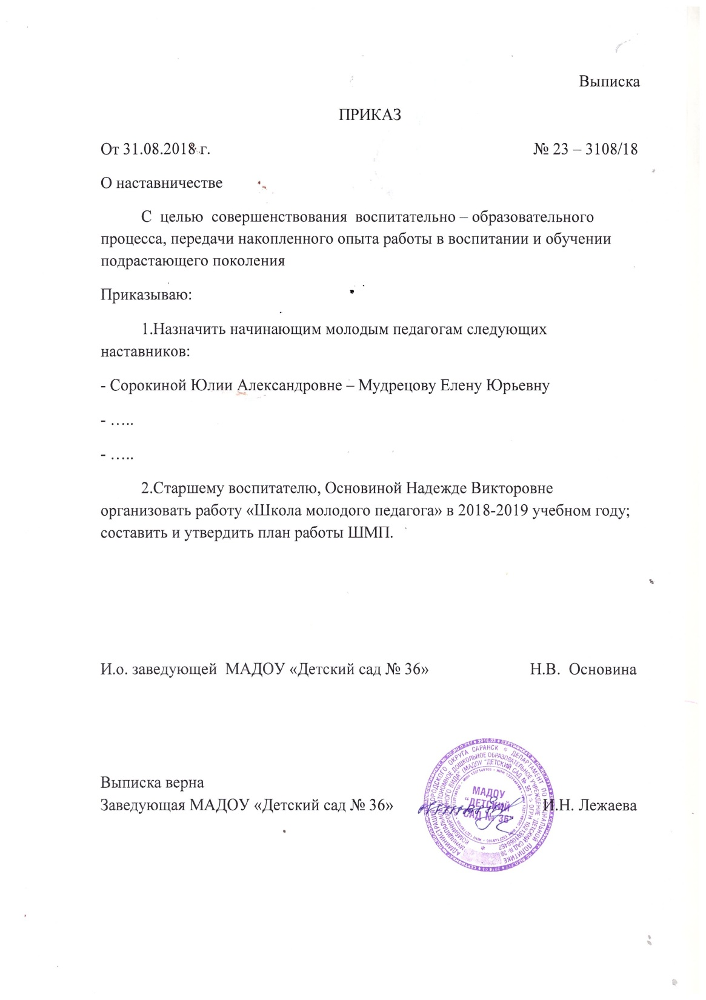 Выписка
ПРИКАЗ
От 31.08.2018 г. № 23 – 3108/18
О наставничестве
С целью совершенствования воспитательно – образовательного
процесса, передачи накопленного опыта работы в воспитании и обучении
подрастающего поколения
Приказываю:
1.Назначить начинающим молодым педагогам следующих
наставников:
- Сорокиной Юлии Александровне – Мудрецову Елену Юрьевну
- …..
- …..
2.Старшему воспитателю, Основиной Надежде Викторовне
организовать работу «Школа молодого педагога» в 2018-2019 учебном году;
составить и утвердить план работы ШМП.
И.о. заведующей МАДОУ «Детский сад № 36» Н.В. Основина
Выписка верна
Заведующая МАДОУ «Детский сад № 36» И.Н. Лежаева
МАДОУ
"ДЕТСКИЙ
САД № 36"